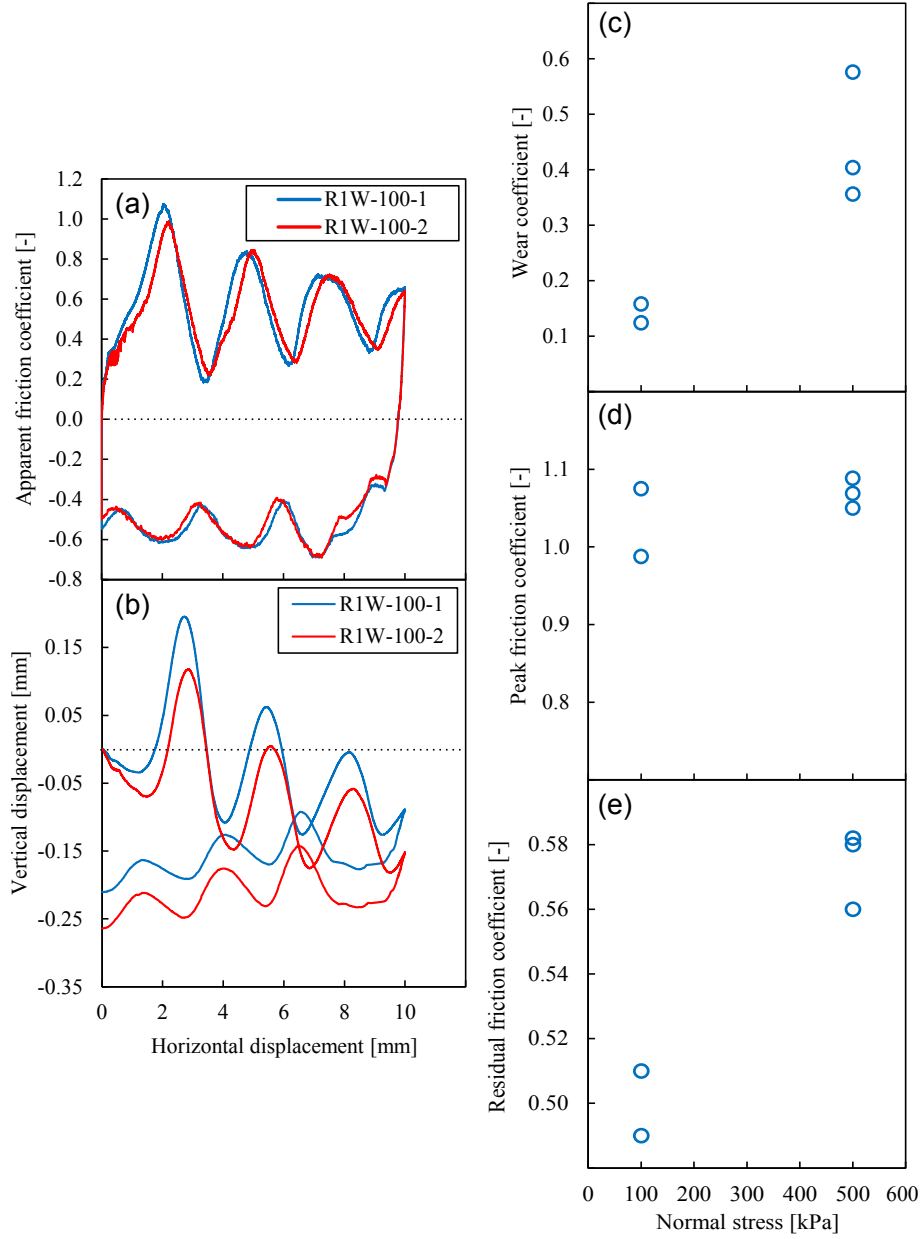 (a)
R1W-100-1
R1W-100-2
Apparent friction coefficient [-]
1.2
1.0
0.8
0.6
0.4
0.2
0.0
-0.2
-0.4
-0.6
-0.8
(b)
R1W-100-1
R1W-100-2
Vertical displacement [mm]
0.15
0.05
-0.05
-0.15
-0.25
-0.35
0 2 4 6 8 10
Horizontal displacement [mm]
(c)
Wear coefficient [-]
0.6
0.5
0.4
0.3
0.2
0.1
(d)
Peak friction coefficient [-]
1.1
1.0
0.9
0.8
(e)
Residual friction coefficient [-]
0.58
0.56
0.54
0.52
0.50
0 100 200 300 400 500 600
Normal stress [kPa]